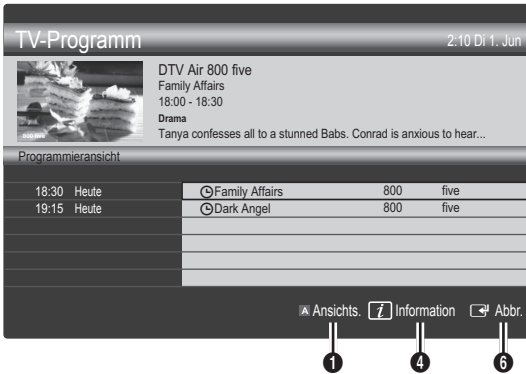 TV-Programm
2:10 Di 1. Jun
DTV Air 800 five
Family Affairs
18:00 - 18:30
Drama
Tanya confesses all to a stunned Babs. Conrad is anxious to hear...
800 five
Programmieransicht
18:30 Heute Family Affairs 800 five
19:15 Heute Dark Angel 800 five
A Ansichts. i Information Abbr.
1 4 6